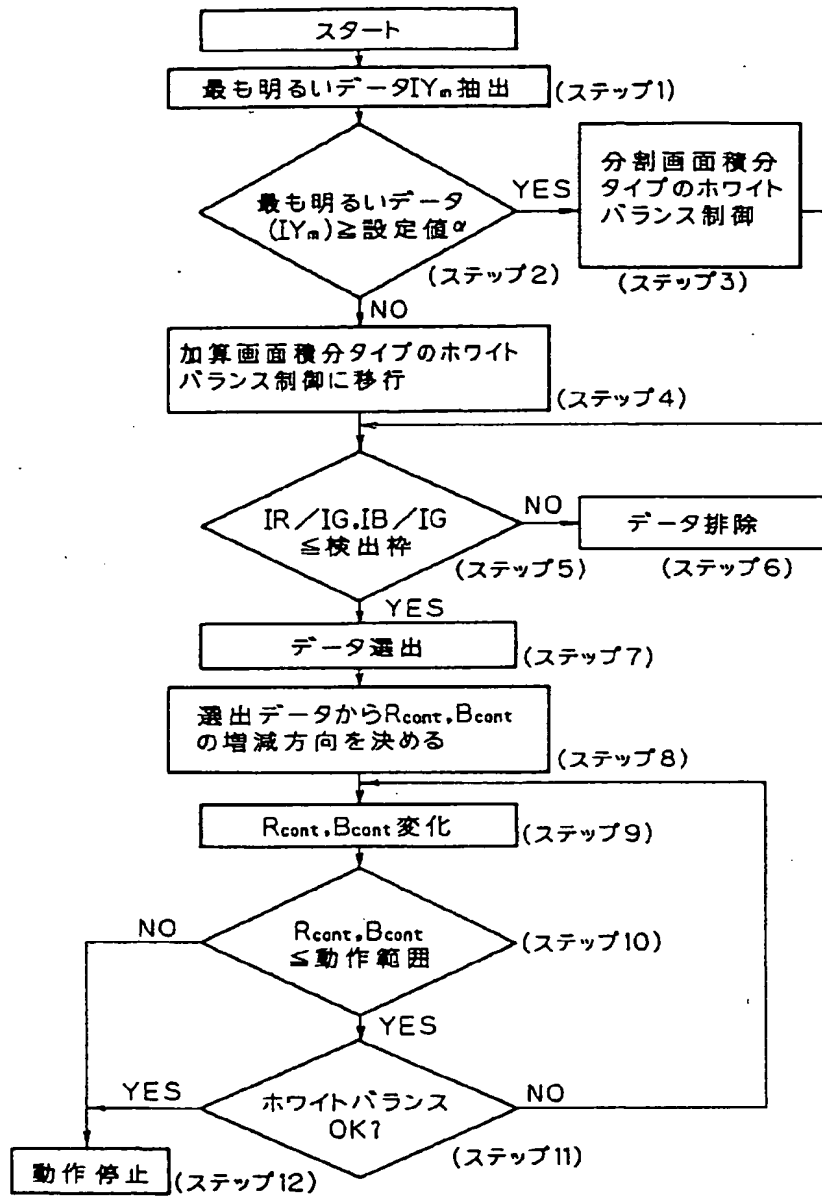 スタート
最も明るいデータIYm抽出
(ステップ1)
最も明るいデータ
(IYm)≧設定値α
(ステップ2)
YES
分割画面積分
タイプのホワイト
バランス制御
(ステップ3)
NO
加算画面積分タイプのホワイト
バランス制御に移行
(ステップ4)
IR/IG.IB/IG
≦検出枠
(ステップ5)
NO
データ排除
(ステップ6)
YES
データ選出
(ステップ7)
選出データからRcont.Bcont
の増減方向を決める
(ステップ8)
Rcont.Bcont変化
(ステップ9)
Rcont.Bcont
≦動作範囲
(ステップ10)
NO
YES
ホワイトバランス
OK?
(ステップ11)
YES
NO
動作停止
(ステップ12)